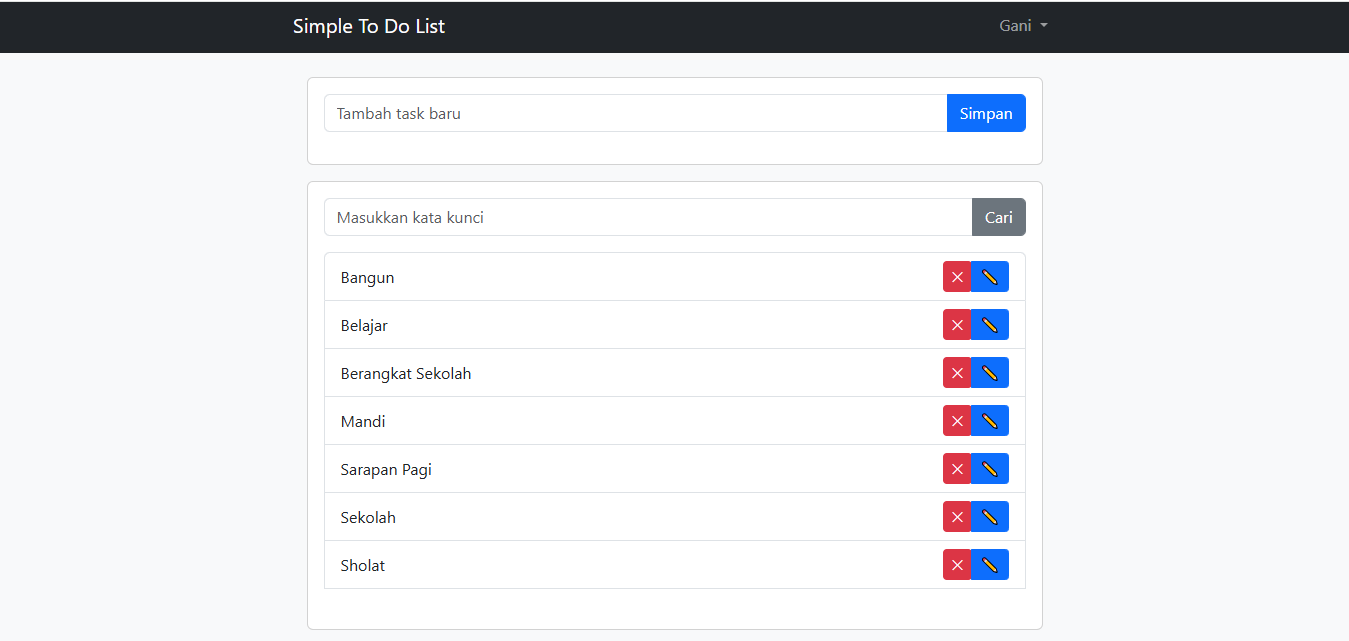 Simple To Do List
Gani
Tambah task baru
Simpan
Masukkan kata kunci
Cari
Bangun
Belajar
Berangkat Sekolah
Mandi
Sarapan Pagi
Sekolah
Sholat